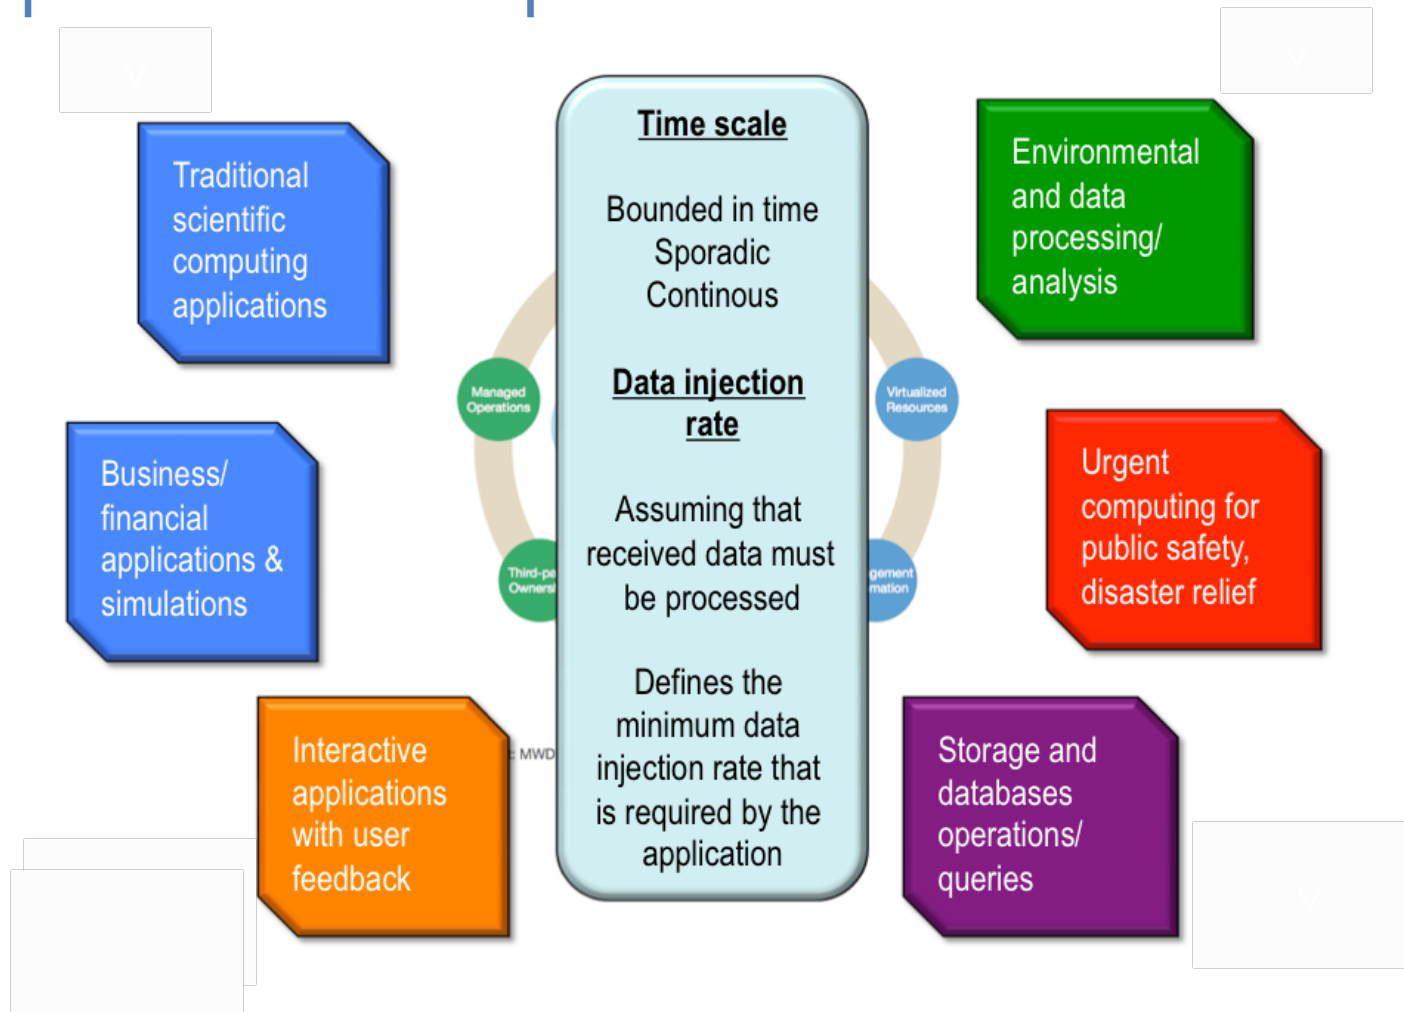 Traditional
scientific
computing
applications
Business/
financial
applications &
simulations
Interactive
applications
with user
feedback
Managed
Operations
Time scale
Bounded in time
Sporadic
Continous
Data injection
rate
Assuming that
received data must
be processed
Defines the
minimum data
injection rate that
is required by the
application
Virtualized
Resources
Environmental
and data
processing/
analysis
Urgent
computing for
public safety,
disaster relief
Storage and
databases
operations/
queries